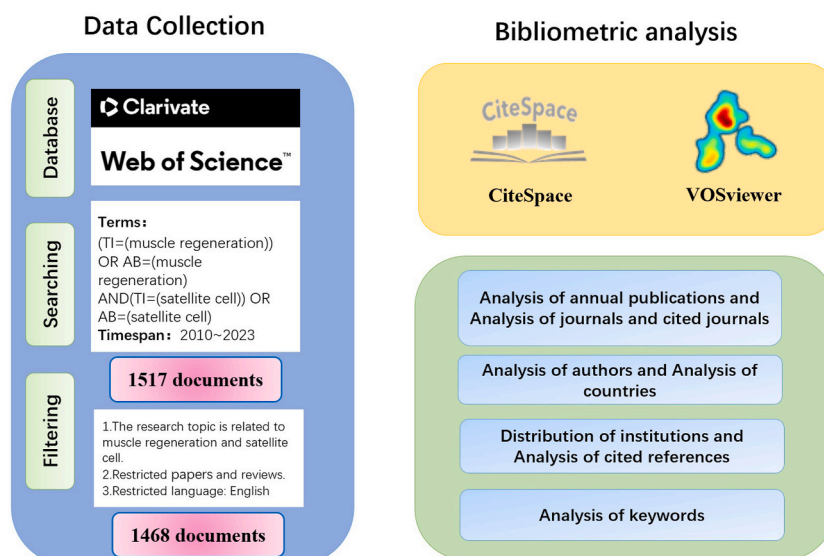 Data Collection
Database
Clarivate
Web of Science™
Searching
Terms：
(TI=(muscle regeneration))
OR AB=(muscle
regeneration)
AND(TI=(satellite cell)) OR
AB=(satellite cell)
Timespan：2010~2023
1517 documents
Filtering
1.The research topic is related to
muscle regeneration and satellite
cell.
2.Restricted papers and reviews.
3.Restricted language: English
1468 documents
Bibliometric analysis
CiteSpace
CiteSpace
VOSviewer
Analysis of annual publications and
Analysis of journals and cited journals
Analysis of authors and Analysis of
countries
Distribution of institutions and
Analysis of cited references
Analysis of keywords